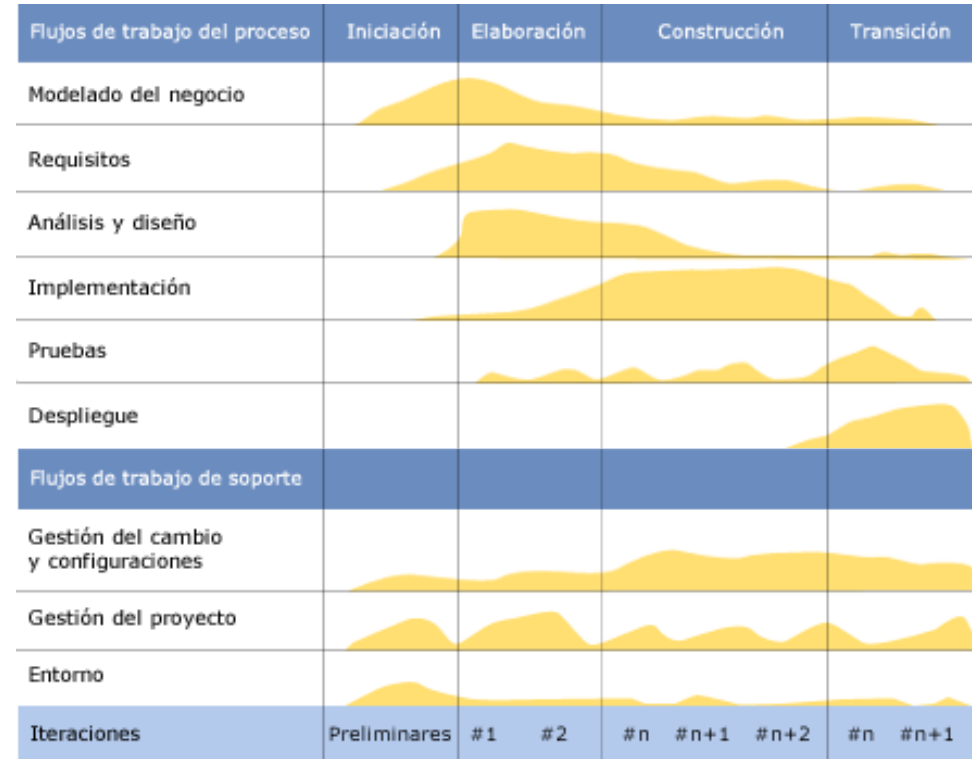 Flujos de trabajo del proceso Iniciación Elaboración Construcción Transición
Modelado del negocio
Requisitos
Análisis y diseño
Implementación
Pruebas
Despliegue
Flujos de trabajo de soporte
Gestión del cambio
y configuraciones
Gestión del proyecto
Entorno
Iteraciones Preliminares #1 #2 #n #n+1 #n+2 #n #n+1